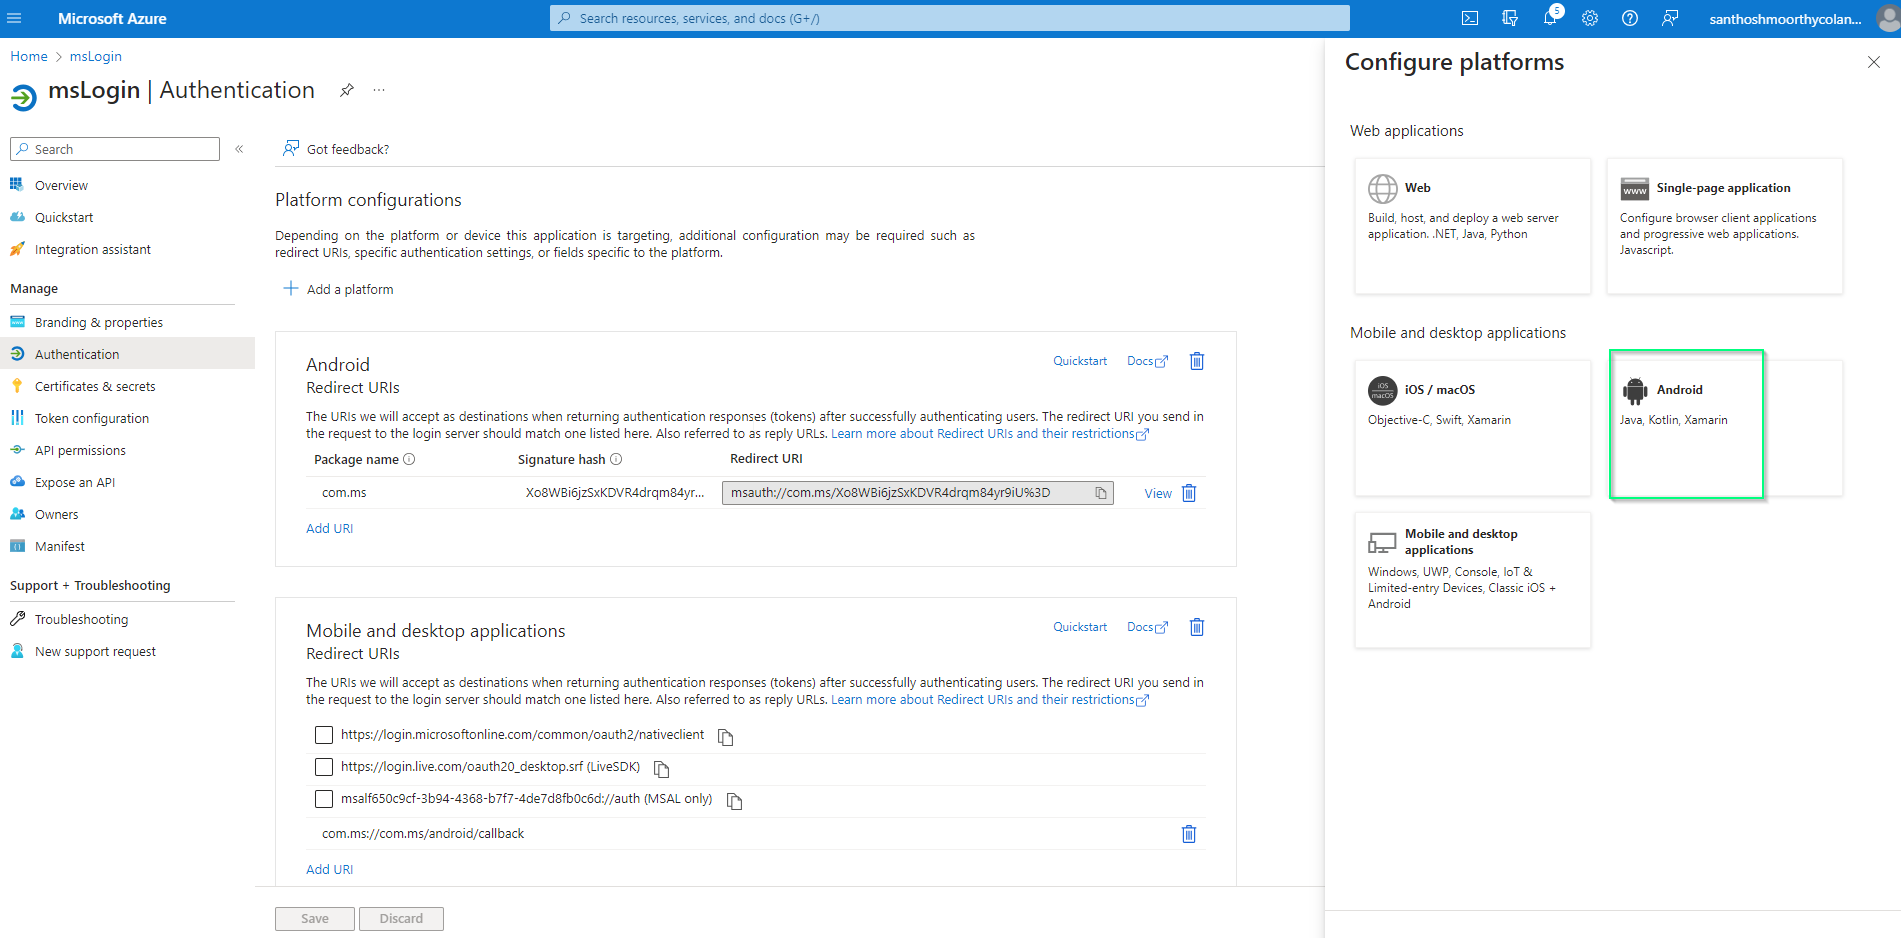 Microsoft Azure
Search resources, services, and docs (G+/)
5
santhoshmoorthycolan...
Home > msLogin
msLogin | Authentication
...
Search
«
Overview
Quickstart
Integration assistant
Manage
Branding & properties
Authentication
Certificates & secrets
Token configuration
API permissions
Expose an API
Owners
Manifest
Support + Troubleshooting
Troubleshooting
New support request
Got feedback?
Platform configurations
Depending on the platform or device this application is targeting, additional configuration may be required such as
redirect URIs, specific authentication settings, or fields specific to the platform.
Add a platform
Android
Quickstart
Docs
Redirect URIs
The URIs we will accept as destinations when returning authentication responses (tokens) after successfully authenticating users. The redirect URI you send in
the request to the login server should match one listed here. Also referred to as reply URLs. Learn more about Redirect URIs and their restrictions
Package name
Signature hash
Redirect URI
com.ms
Xo8WBi6jzSxKDVR4drqm84yr...
msauth://com.ms/Xo8WBi6jzSxKDVR4drqm84yr9iU%3D
View
Add URI
Mobile and desktop applications
Quickstart
Docs
Redirect URIs
The URIs we will accept as destinations when returning authentication responses (tokens) after successfully authenticating users. The redirect URI you send in
the request to the login server should match one listed here. Also referred to as reply URLs. Learn more about Redirect URIs and their restrictions
https://login.microsoftonline.com/common/oauth2/nativeclient
https://login.live.com/oauth20_desktop.srf (LiveSDK)
msalf650c9cf-3b94-4368-b7f7-4de7d8fb0c6d://auth (MSAL only)
com.ms://com.ms/android/callback
Add URI
Save
Discard
Configure platforms
Web applications
Web
Build, host, and deploy a web server
application. .NET, Java, Python
www
Single-page application
Configure browser client applications
and progressive web applications.
Javascript.
Mobile and desktop applications
iOS
macOS
iOS / macOS
Objective-C, Swift, Xamarin
Android
Java, Kotlin, Xamarin
Mobile and desktop
applications
Windows, UWP, Console, IoT &
Limited-entry Devices, Classic iOS +
Android